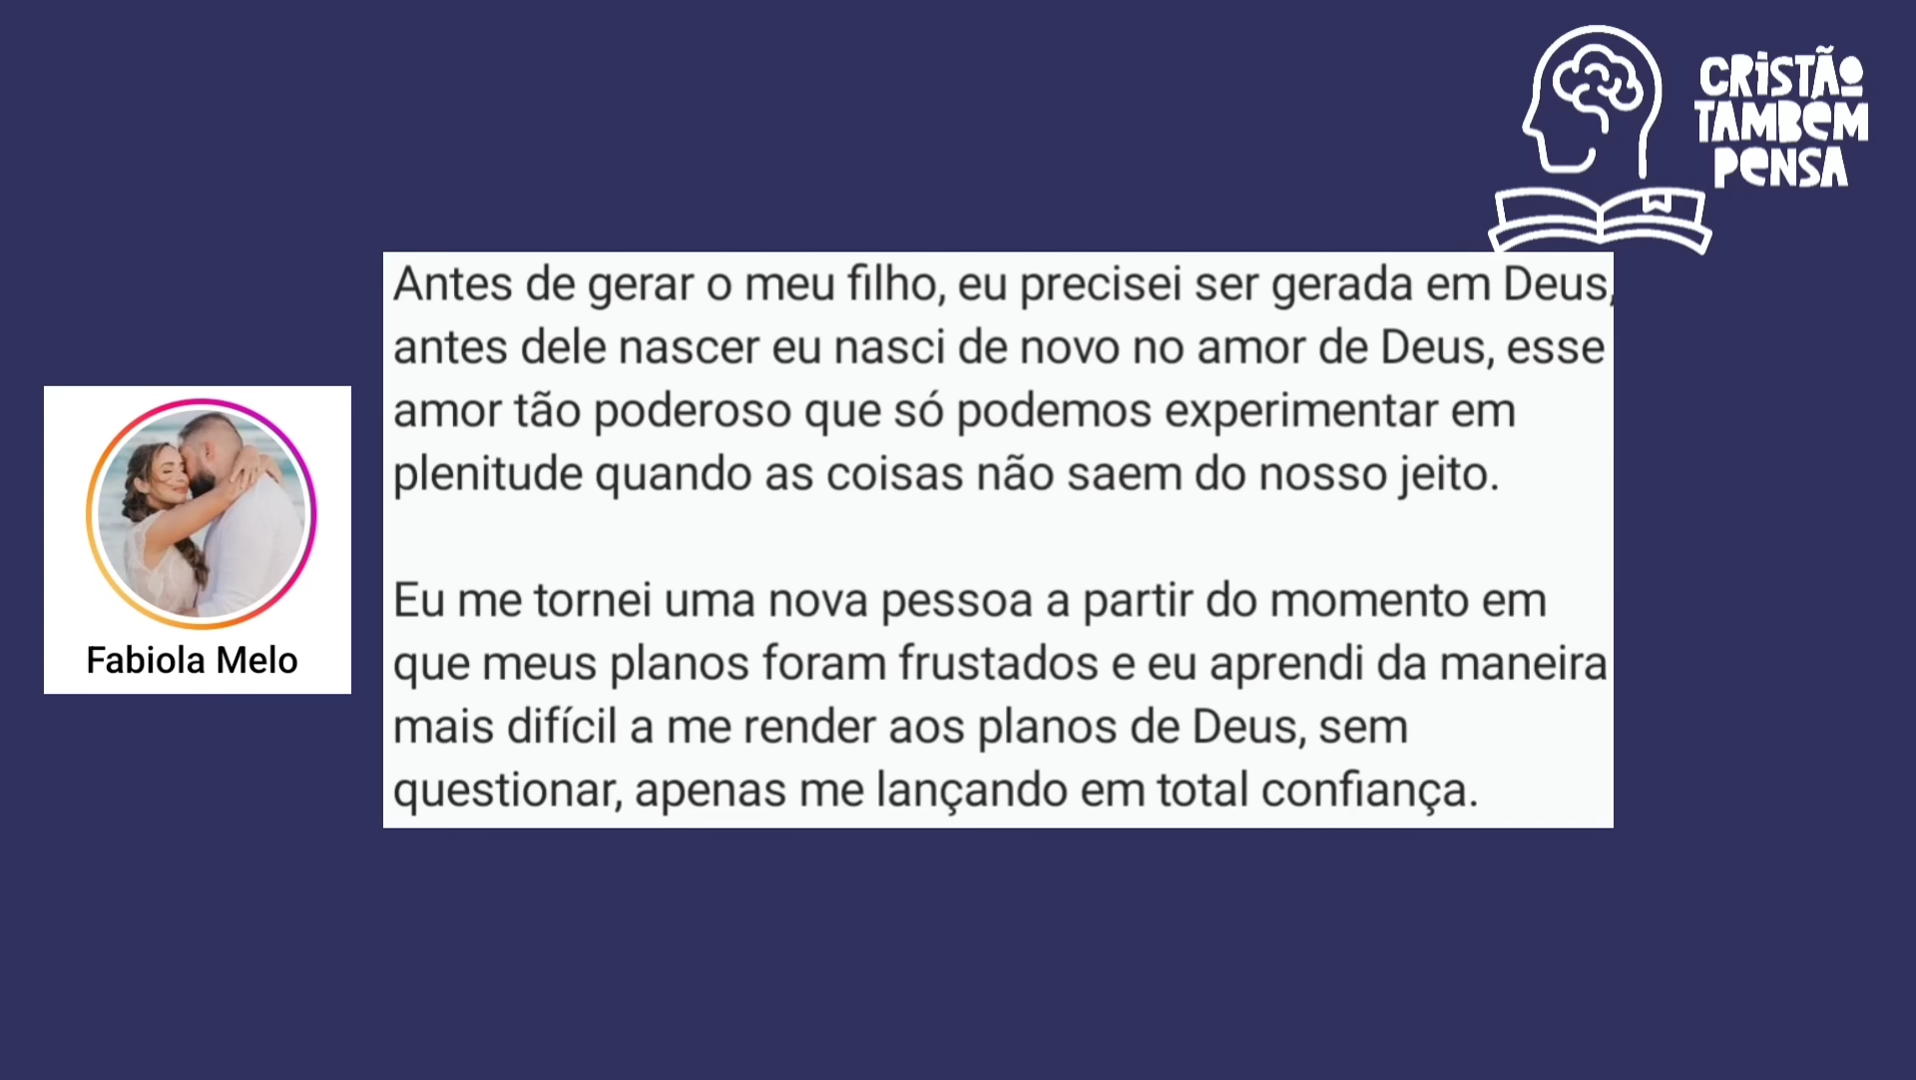 CRISTÃO
TAMBÉM
PENSA
Antes de gerar o meu filho, eu precisei ser gerada em Deus,
antes dele nascer eu nasci de novo no amor de Deus, esse
amor tão poderoso que só podemos experimentar em
plenitude quando as coisas não saem do nosso jeito.
Eu me tornei uma nova pessoa a partir do momento em
que meus planos foram frustados e eu aprendi da maneira
mais difícil a me render aos planos de Deus, sem
questionar, apenas me lançando em total confiança.
Fabiola Melo